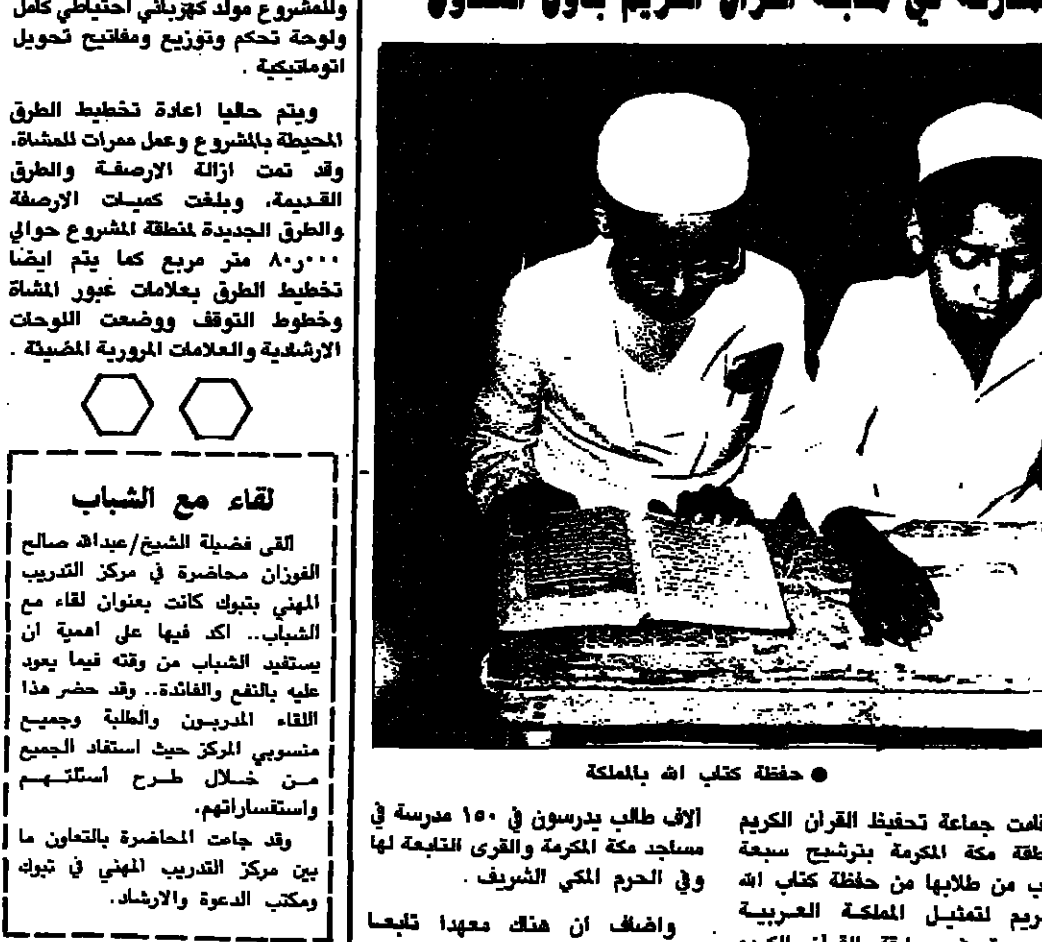 وللمشروع مولد كهربائي احتياطي كامل
ولوحة تحكم وتوزيع ومفاتيح تحويل
اتوماتيكية .
ويتم حاليا اعادة تخطيط الطرق
المحيطة بالمشروع وعمل ممرات للمشاة.
وقد تمت ازالة الارصفة والطرق
القديمة، وبلغت كميات الارصفة
والطرق الجديدة لمنطقة المشروع حوالي
٨٠ر٠٠٠ متر مربع كما يتم ايضا
تخطيط الطرق بعلامات عبور المشاة
وخطوط التوقف ووضعت اللوحات
الارشادية والعلامات المرورية المضيئة .
لقاء مع الشباب
القى فضيلة الشيخ/عبدالله صالح
الفوزان محاضرة في مركز التدريب
المهني بتبوك كانت بعنوان لقاء مع
الشباب.. اكد فيها على اهمية ان
يستفيد الشباب من وقته فيما يعود
عليه بالنفع والفائدة.. وقد حضر هذا
اللقاء المدربون والطلبة وجميع
منسوبي المركز حيث استفاد الجميع
من خلال طرح أسئلتهم
واستفساراتهم.
وقد جاءت المحاضرة بالتعاون ما
بين مركز التدريب المهني في تبوك
ومكتب الدعوة والارشاد.
● حفظة كتاب الله بالمملكة
قامت جماعة تحفيظ القرآن الكريم
مكة المكرمة بترشيح سبعة
من طلابها من حفظة كتاب الله
لتمثيل المملكة العربية
القرآن الكريم
آلاف طالب يدرسون في ١٥٠ مدرسة في
مساجد مكة المكرمة والقرى التابعة لها
وفي الحرم المكي الشريف .
واضاف ان هناك معهدا تابعا